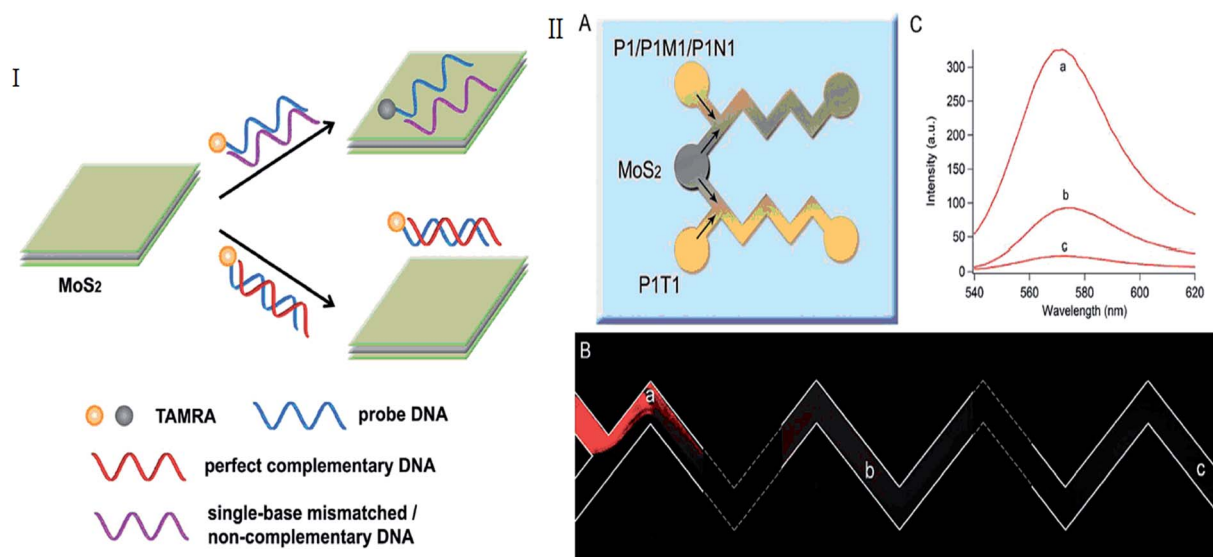 I
MoS2
TAMRA
probe DNA
perfect complementary DNA
single-base mismatched /
non-complementary DNA
II
A
P1/P1M1/P1N1
MoS2
P1T1
C
Intensity (a.u.)
300
250
200
150
100
50
0
a
b
c
540
560
580
600
620
Wavelength (nm)
B
a
b
c